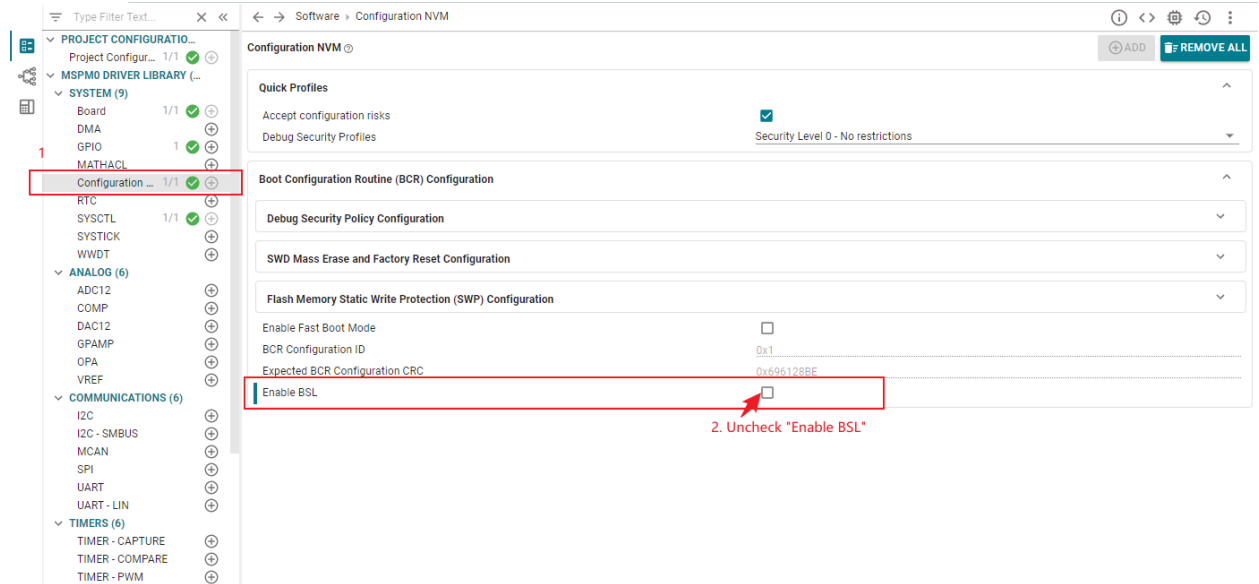 Type Filter Text...
Software › Configuration NVM
PROJECT CONFIGURATIO...
Project Configur... 1/1
MSPM0 DRIVER LIBRARY (...
SYSTEM (9)
Board 1/1
DMA
GPIO 1
1
MATHACL
Configuration ... 1/1
RTC
SYSCTL 1/1
SYSTICK
WWDT
ANALOG (6)
ADC12
COMP
DAC12
GPAMP
OPA
VREF
COMMUNICATIONS (6)
I2C
I2C - SMBUS
MCAN
SPI
UART
UART - LIN
TIMERS (6)
TIMER - CAPTURE
TIMER - COMPARE
TIMER - PWM
Configuration NVM
ADD
REMOVE ALL
Quick Profiles
Accept configuration risks
Debug Security Profiles Security Level 0 - No restrictions
Boot Configuration Routine (BCR) Configuration
Debug Security Policy Configuration
SWD Mass Erase and Factory Reset Configuration
Flash Memory Static Write Protection (SWP) Configuration
Enable Fast Boot Mode
BCR Configuration ID 0x1
Expected BCR Configuration CRC 0x696128BE
Enable BSL
2. Uncheck "Enable BSL"